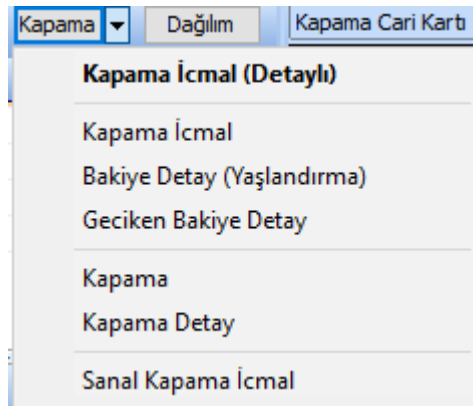 Kapama Dağılım Kapama Cari Kartı
Kapama İcmal (Detaylı)
Kapama İcmal
Bakiye Detay (Yaşlandırma)
Geciken Bakiye Detay
Kapama
Kapama Detay
Sanal Kapama İcmal